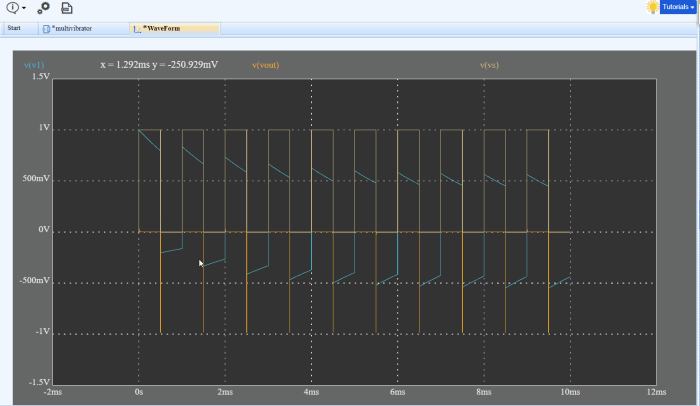 Tutorials
Start *multivibrator *WaveForm
v(v1) x = 1.292ms y = -250.929mV v(vout) v(vs)
1.5V
1V
500mV
0V
-500mV
-1V
-1.5V
-2ms 0s 2ms 4ms 6ms 8ms 10ms 12ms